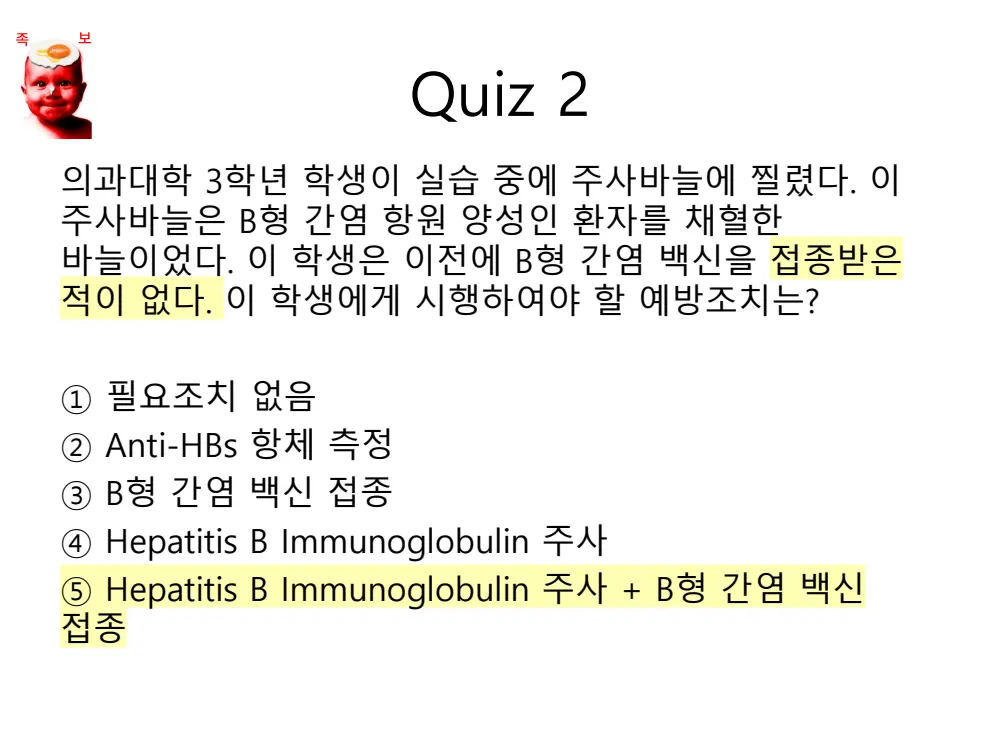 족 보
Quiz 2
의과대학 3학년 학생이 실습 중에 주사바늘에 찔렸다. 이
주사바늘은 B형 간염 항원 양성인 환자를 채혈한
바늘이었다. 이 학생은 이전에 B형 간염 백신을 접종받은
적이 없다. 이 학생에게 시행하여야 할 예방조치는?
① 필요조치 없음
② Anti-HBs 항체 측정
③ B형 간염 백신 접종
④ Hepatitis B Immunoglobulin 주사
⑤ Hepatitis B Immunoglobulin 주사 + B형 간염 백신
접종